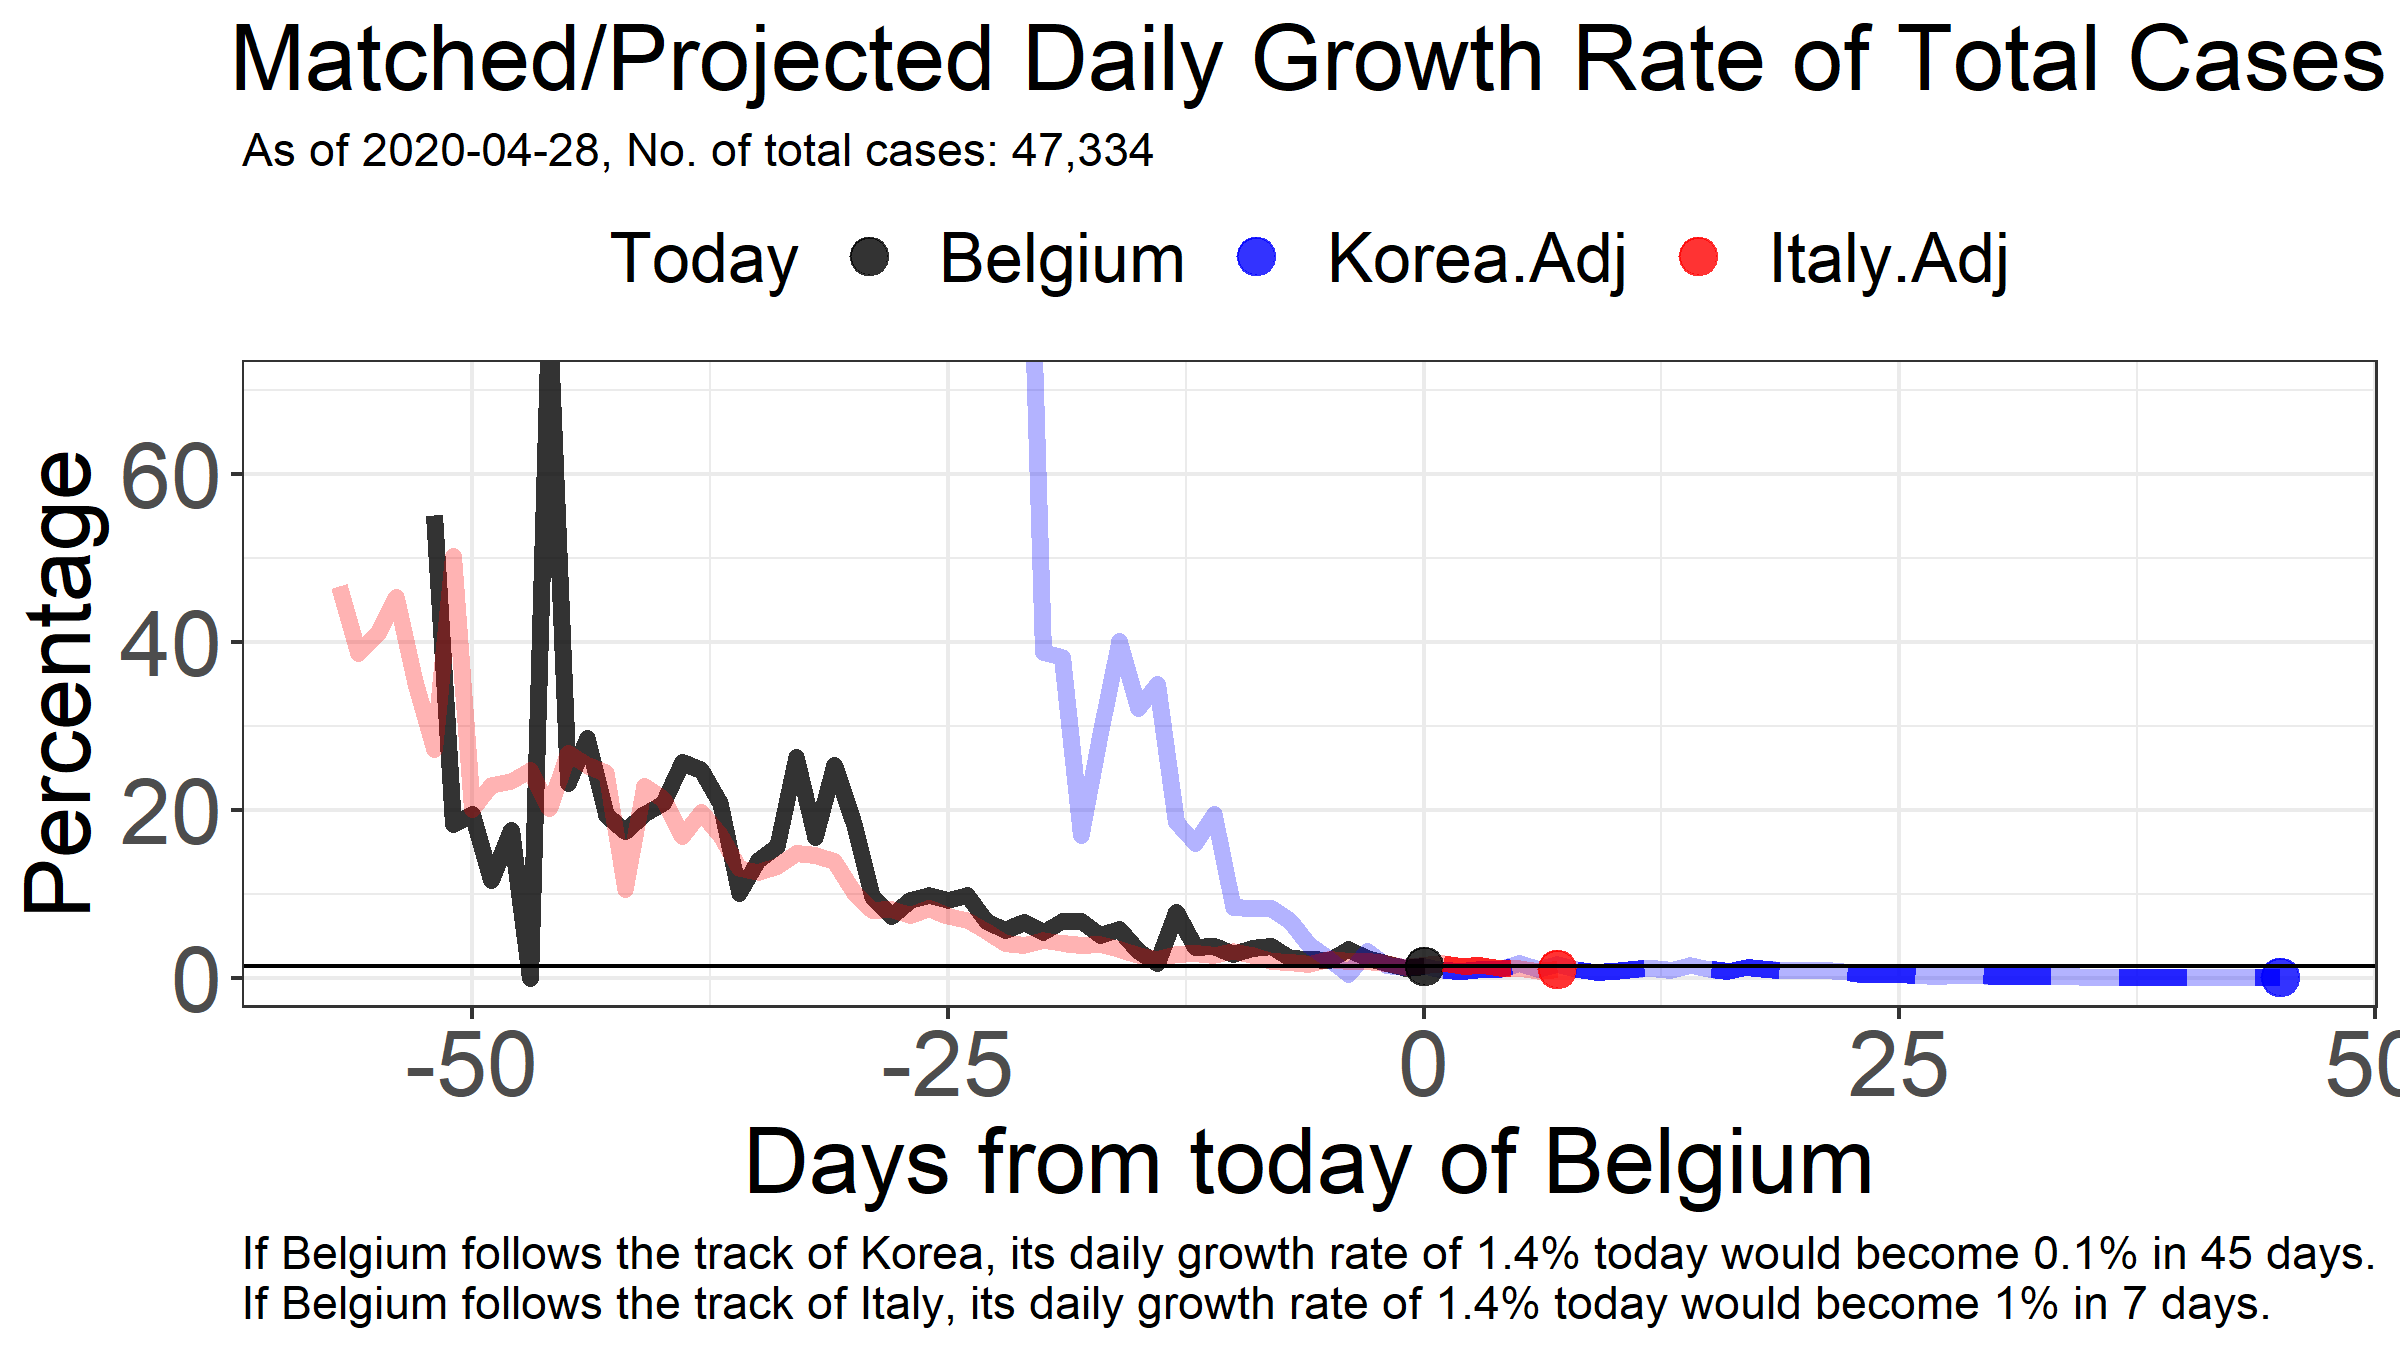 Matched/Projected Daily Growth Rate of Total Cases
As of 2020-04-28, No. of total cases: 47,334
Today Belgium Korea.Adj Italy.Adj
Percentage
60
40
20
0
-50 -25 0 25 50
Days from today of Belgium
If Belgium follows the track of Korea, its daily growth rate of 1.4% today would become 0.1% in 45 days.
If Belgium follows the track of Italy, its daily growth rate of 1.4% today would become 1% in 7 days.